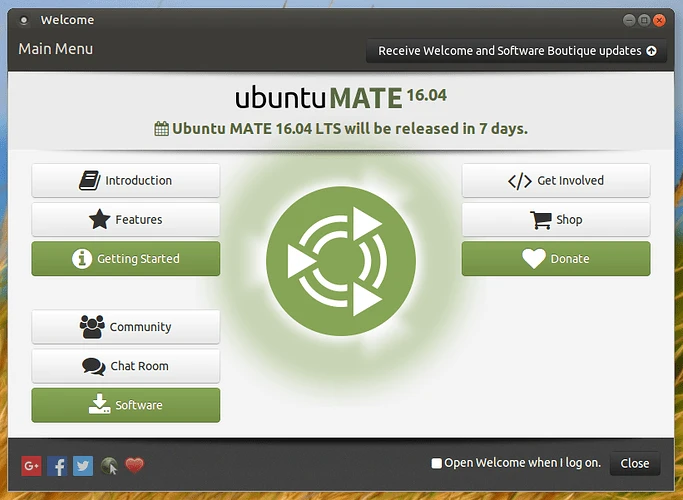 Welcome
Main Menu
Receive Welcome and Software Boutique updates
ubuntu MATE 16.04
Ubuntu MATE 16.04 LTS will be released in 7 days.
Introduction
Features
Getting Started
Community
Chat Room
Software
Get Involved
Shop
Donate
G+
f
Open Welcome when I log on.
Close